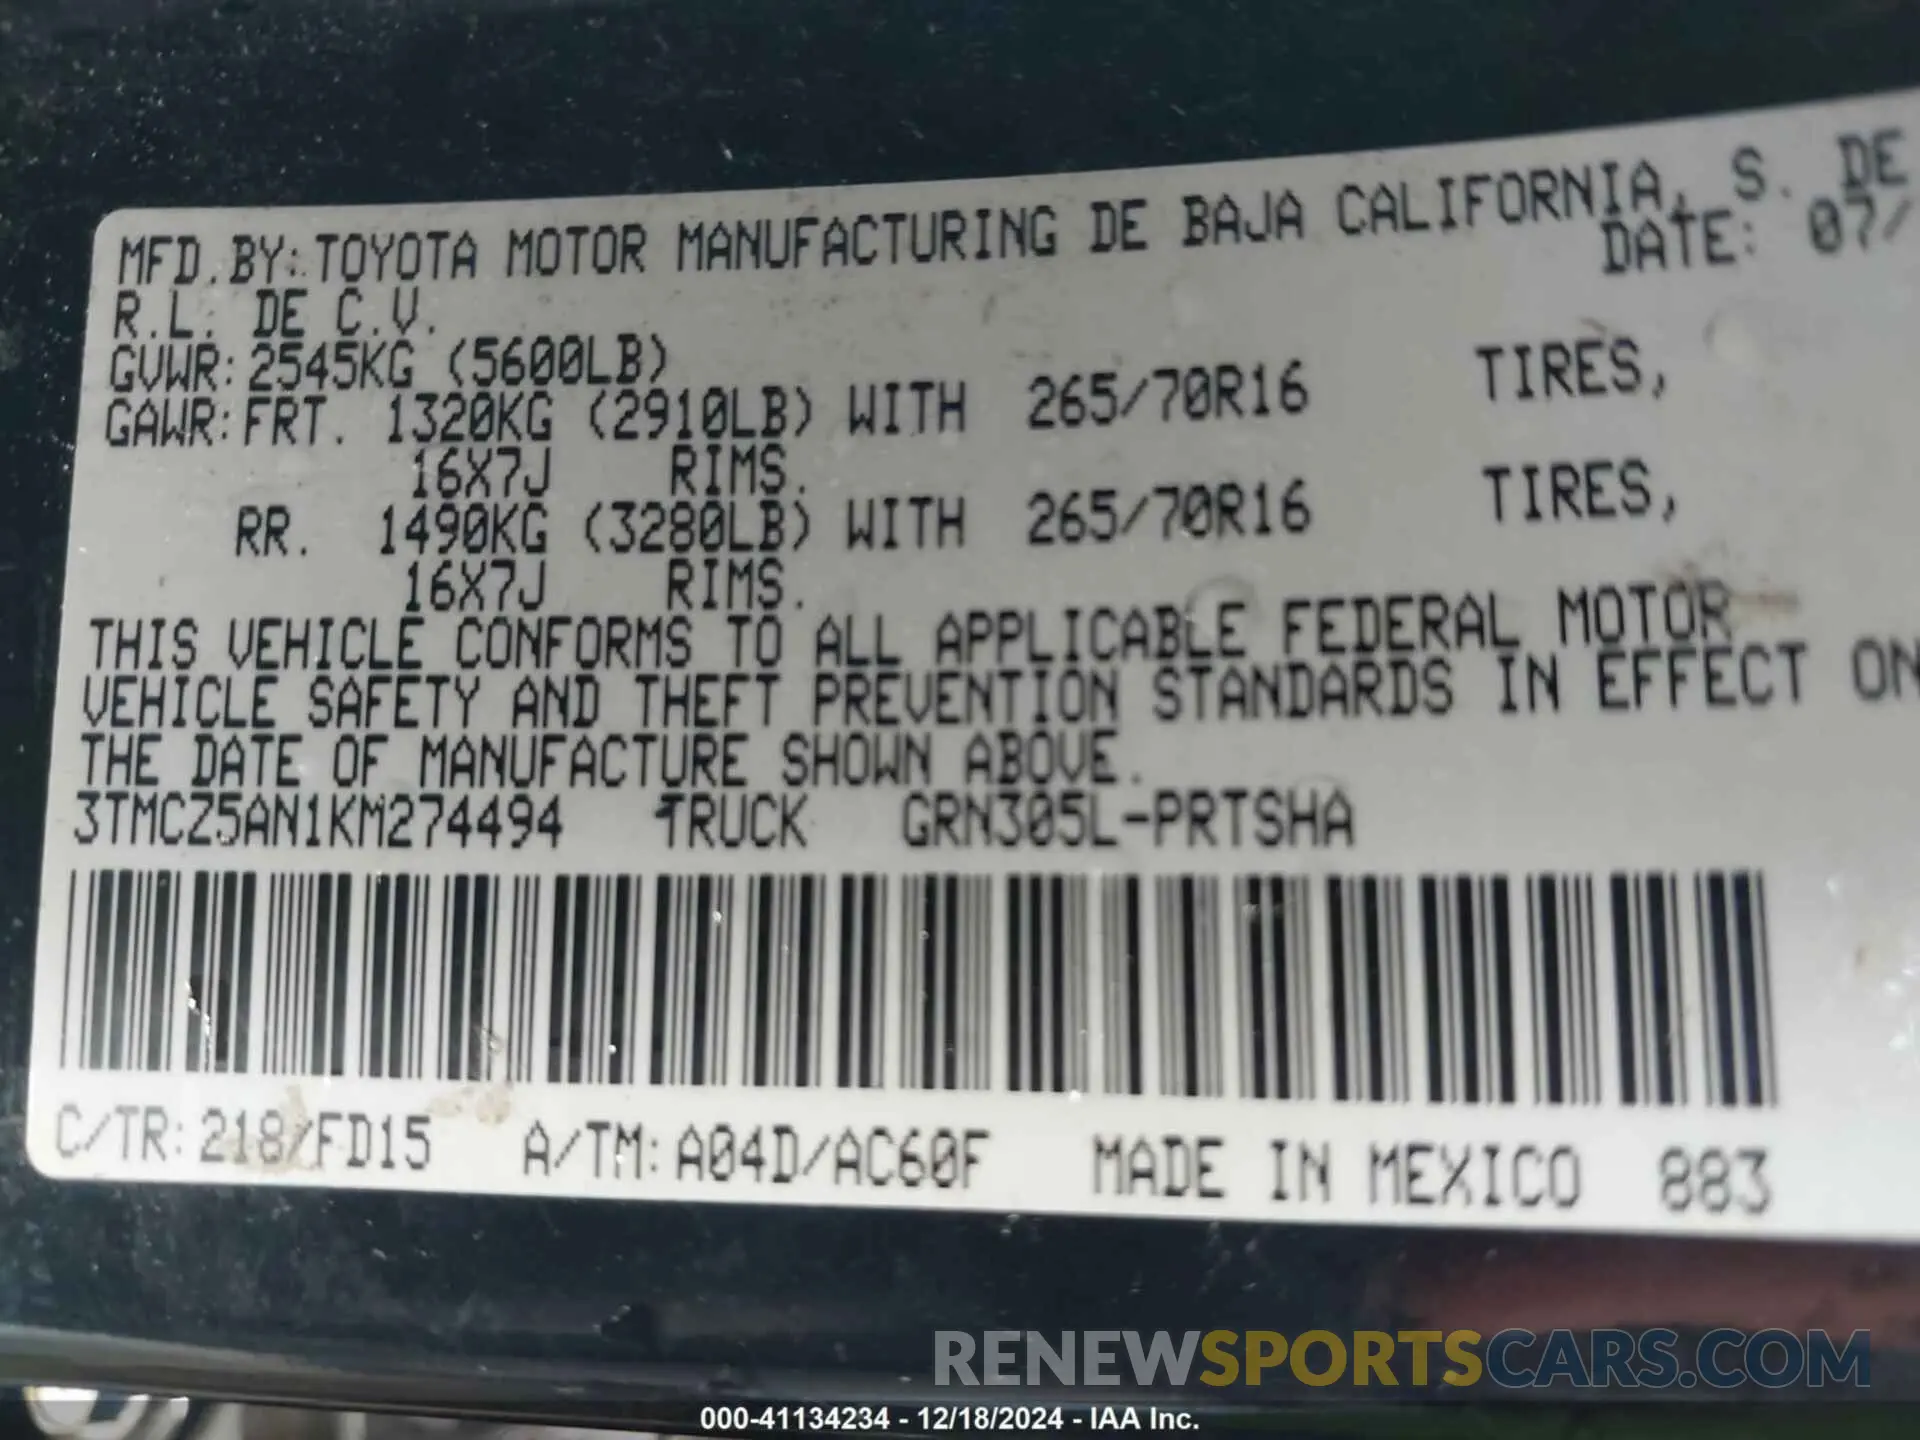 MFD.BY:TOYOTA MOTOR MANUFACTURING DE BAJA CALIFORNIA, S. DE
R.L. DE C.V. DATE: 07/
GVWR:2545KG (5600LB)
GAWR:FRT. 1320KG (2910LB) WITH 265/70R16 TIRES,
16X7J RIMS.
RR. 1490KG (3280LB) WITH 265/70R16 TIRES,
16X7J RIMS.
THIS VEHICLE CONFORMS TO ALL APPLICABLE FEDERAL MOTOR
VEHICLE SAFETY AND THEFT PREVENTION STANDARDS IN EFFECT ON
THE DATE OF MANUFACTURE SHOWN ABOVE.
3TMCZ5AN1KM274494 TRUCK GRN305L-PRTSHA
C/TR:218/FD15 A/TM:A04D/AC60F MADE IN MEXICO 883
RENEWSPORTSCARS.COM
000-41134234 - 12/18/2024 - IAA Inc.